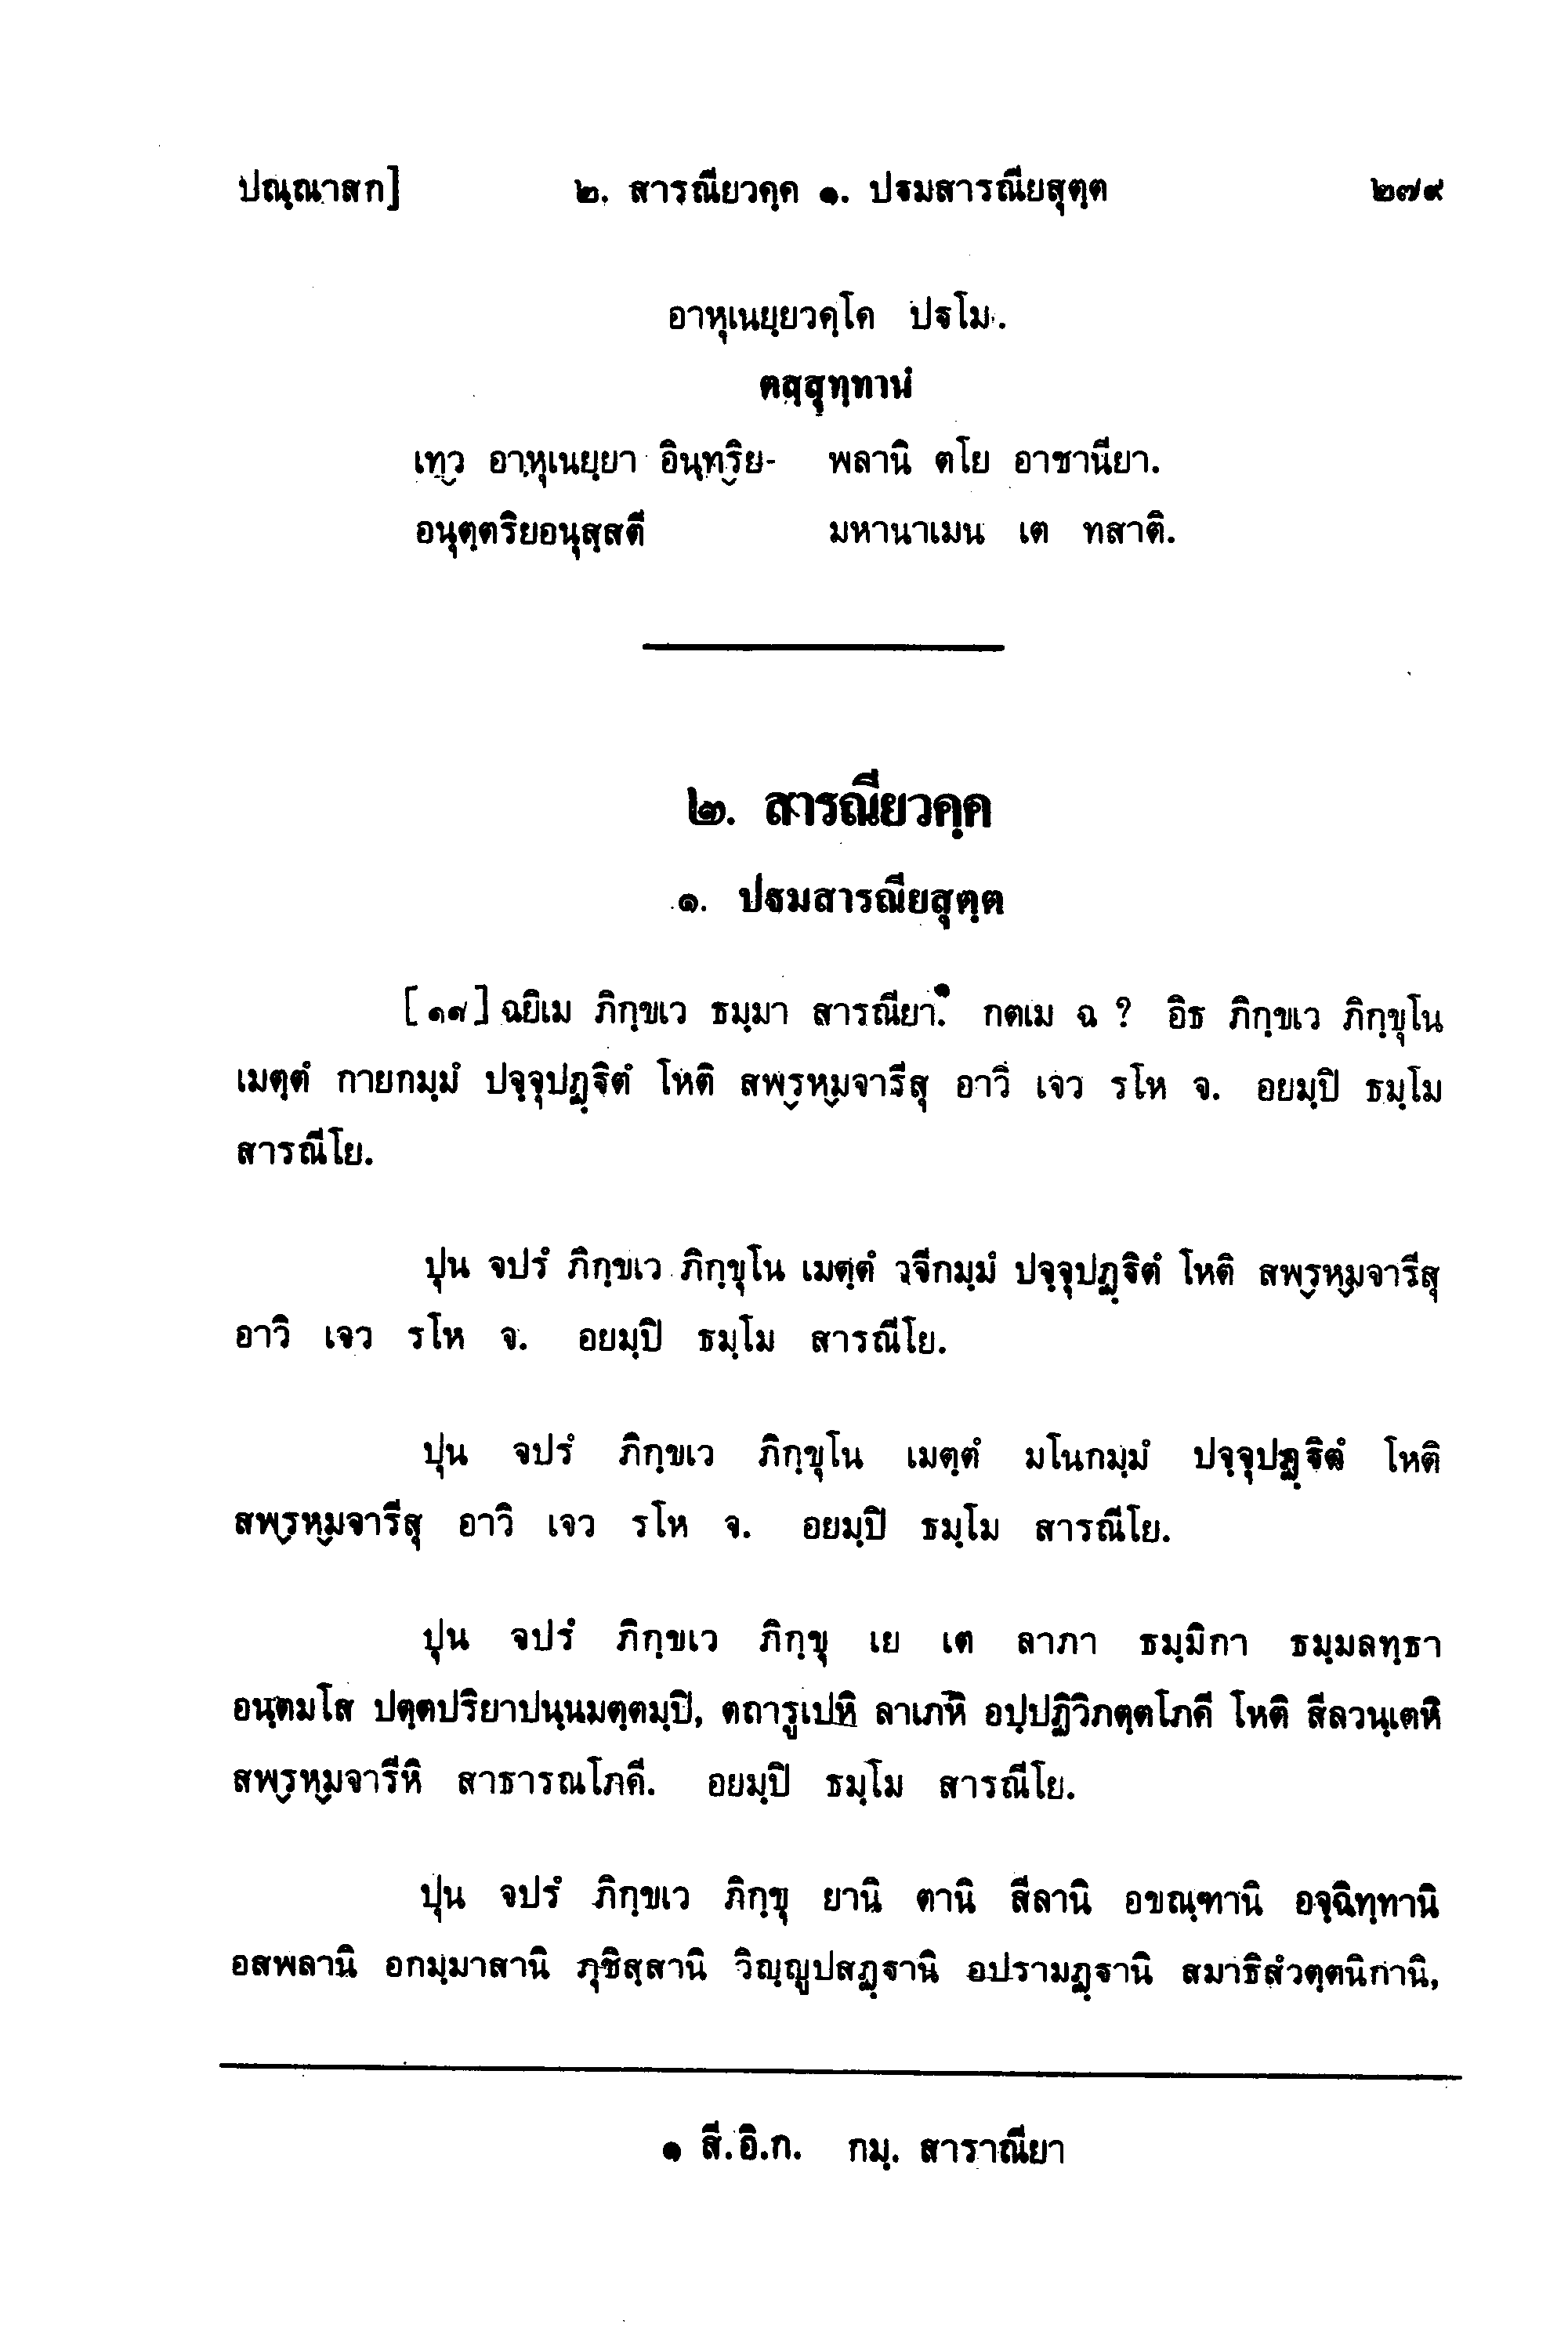 ปณฺณาสก] ๒. สารณียวคฺค ๑. ปฐมสารณียสุตฺต ๒๗๙
อาหุเนยฺยวคฺโค ปฐโม.
ตสฺสุทฺทานํ
เทฺว อาหุเนยฺยา อินฺทฺริย- พลานิ ตโย อาชานียา.
อนุตฺตริยอนุสฺสตี มหานาเมน เต ทสาติ.
๒. สารณียวคฺค
๑. ปฐมสารณียสุตฺต
[๑๑] ฉยิเม ภิกฺขเว ธมฺมา สารณียา.๑ กตเม ฉ ? อิธ ภิกฺขเว ภิกฺขุโน
เมตฺตํ กายกมฺมํ ปจฺจุปฏฺฐิตํ โหติ สพฺรหฺมจารีสุ อาวิ เจว รโห จ. อยมฺปิ ธมฺโม
สารณีโย.
ปุน จปรํ ภิกฺขเว ภิกฺขุโน เมตฺตํ วจีกมฺมํ ปจฺจุปฏฺฐิตํ โหติ สพฺรหฺมจารีสุ
อาวิ เจว รโห จ. อยมฺปิ ธมฺโม สารณีโย.
ปุน จปรํ ภิกฺขเว ภิกฺขุโน เมตฺตํ มโนกมฺมํ ปจฺจุปฏฺฐิตํ โหติ
สพฺรหฺมจารีสุ อาวิ เจว รโห จ. อยมฺปิ ธมฺโม สารณีโย.
ปุน จปรํ ภิกฺขเว ภิกฺขุ เย เต ลาภา ธมฺมิกา ธมฺมลทฺธา
อนฺตมโส ปตฺตปริยาปนฺนมตฺตมฺปิ, ตถารูเปหิ ลาเภหิ อปฺปฏิวิภตฺตโภคี โหติ สีลวนฺเตหิ
สพฺรหฺมจารีหิ สาธารณโภคี. อยมฺปิ ธมฺโม สารณีโย.
ปุน จปรํ ภิกฺขเว ภิกฺขุ ยานิ ตานิ สีลานิ อขณฺฑานิ อจฺฉิทฺทานิ
อสพลานิ อกมฺมาสานิ ภุชิสฺสานิ วิญฺญูปสฏฺฐานิ อปรามฏฺฐานิ สมาธิสํวตฺตนิกานิ,
๑ สี.อิ.ก. กมฺ. สาราณียา